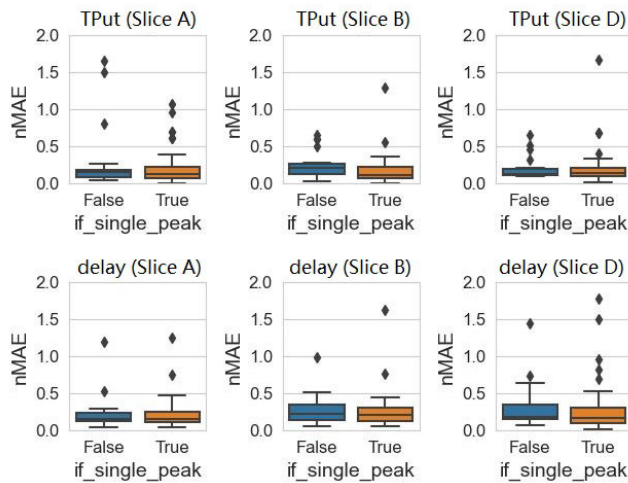 TPut (Slice A)
2.0
1.5
1.0
0.5
0.0
nMAE
False True
if_single_peak
TPut (Slice B)
2.0
1.5
1.0
0.5
0.0
nMAE
False True
if_single_peak
TPut (Slice D)
2.0
1.5
1.0
0.5
0.0
nMAE
False True
if_single_peak
delay (Slice A)
2.0
1.5
1.0
0.5
0.0
nMAE
False True
if_single_peak
delay (Slice B)
2.0
1.5
1.0
0.5
0.0
nMAE
False True
if_single_peak
delay (Slice D)
2.0
1.5
1.0
0.5
0.0
nMAE
False True
if_single_peak